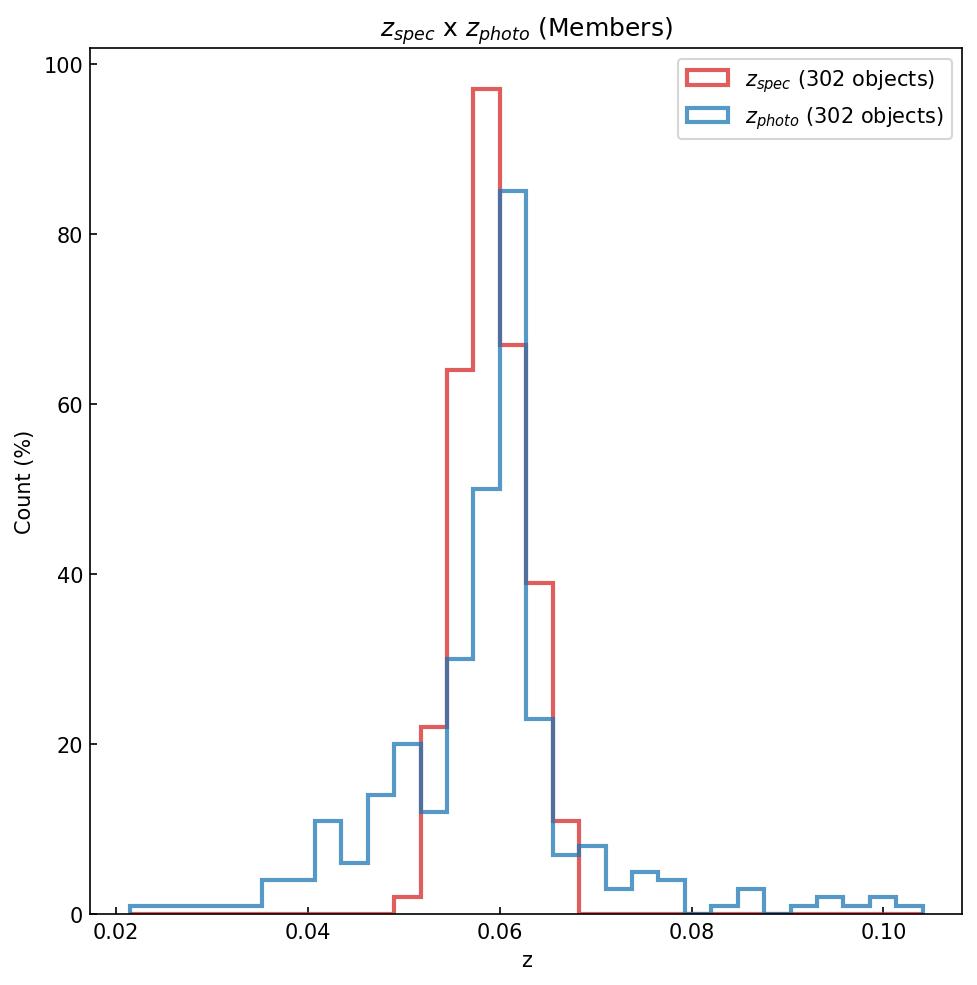 z_spec x z_photo (Members)
z_spec (302 objects)
z_photo (302 objects)
Count (%)
100
80
60
40
20
0
0.02 0.04 0.06 0.08 0.10
z